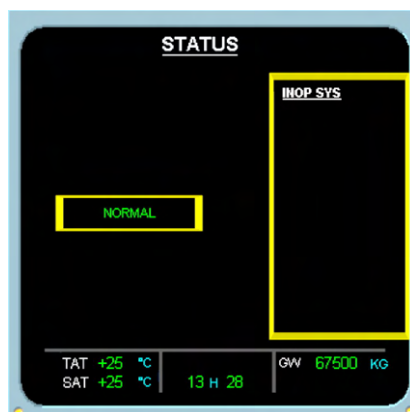 STATUS
INOP SYS
NORMAL
TAT +25 °C
SAT +25 °C
13 H 28
GW 67500 KG